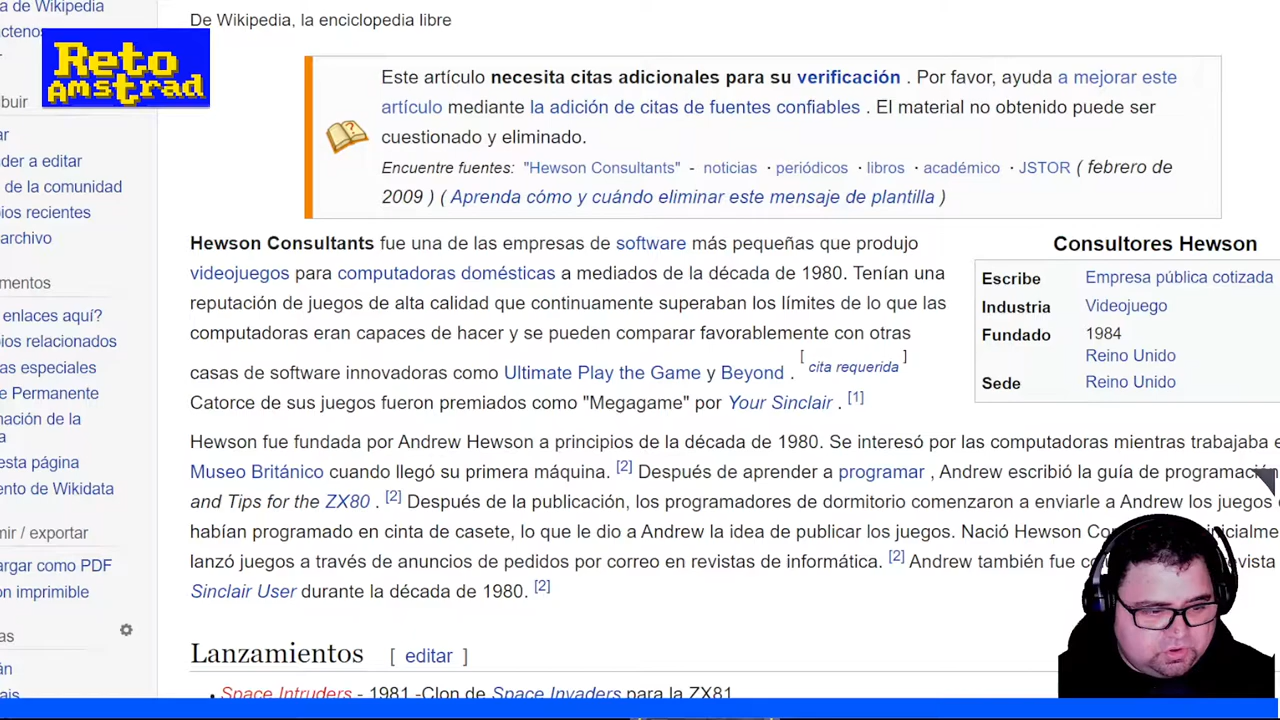 a de Wikipedia
De Wikipedia, la enciclopedia libre
Reto
Amstrad
Este artículo necesita citas adicionales para su verificación . Por favor, ayuda a mejorar este
artículo mediante la adición de citas de fuentes confiables . El material no obtenido puede ser
cuestionado y eliminado.
Encuentre fuentes: "Hewson Consultants" - noticias · periódicos · libros · académico · JSTOR ( febrero de
2009 ) ( Aprenda cómo y cuándo eliminar este mensaje de plantilla )
ibuir
ar
nder a editar
de la comunidad
ios recientes
archivo
mentos
enlaces aquí?
ios relacionados
as especiales
e Permanente
nación de la
a
esta página
ento de Wikidata
mir / exportar
argar como PDF
on imprimible
as
án
ais
Hewson Consultants fue una de las empresas de software más pequeñas que produjo
videojuegos para computadoras domésticas a mediados de la década de 1980. Tenían una
reputación de juegos de alta calidad que continuamente superaban los límites de lo que las
computadoras eran capaces de hacer y se pueden comparar favorablemente con otras
casas de software innovadoras como Ultimate Play the Game y Beyond . [ cita requerida ]
Catorce de sus juegos fueron premiados como "Megagame" por Your Sinclair . [1]
Consultores Hewson
Escribe Empresa pública cotizada
Industria Videojuego
Fundado 1984
Reino Unido
Sede Reino Unido
Hewson fue fundada por Andrew Hewson a principios de la década de 1980. Se interesó por las computadoras mientras trabajaba e
Museo Británico cuando llegó su primera máquina. [2] Después de aprender a programar , Andrew escribió la guía de programación
and Tips for the ZX80 . [2] Después de la publicación, los programadores de dormitorio comenzaron a enviarle a Andrew los juegos
habían programado en cinta de casete, lo que le dio a Andrew la idea de publicar los juegos. Nació Hewson Co
lanzó juegos a través de anuncios de pedidos por correo en revistas de informática. [2] Andrew también fue
Sinclair User durante la década de 1980. [2]
Lanzamientos [ editar ]
• Space Intruders - 1981 -Clon de Space Invaders para la ZX81